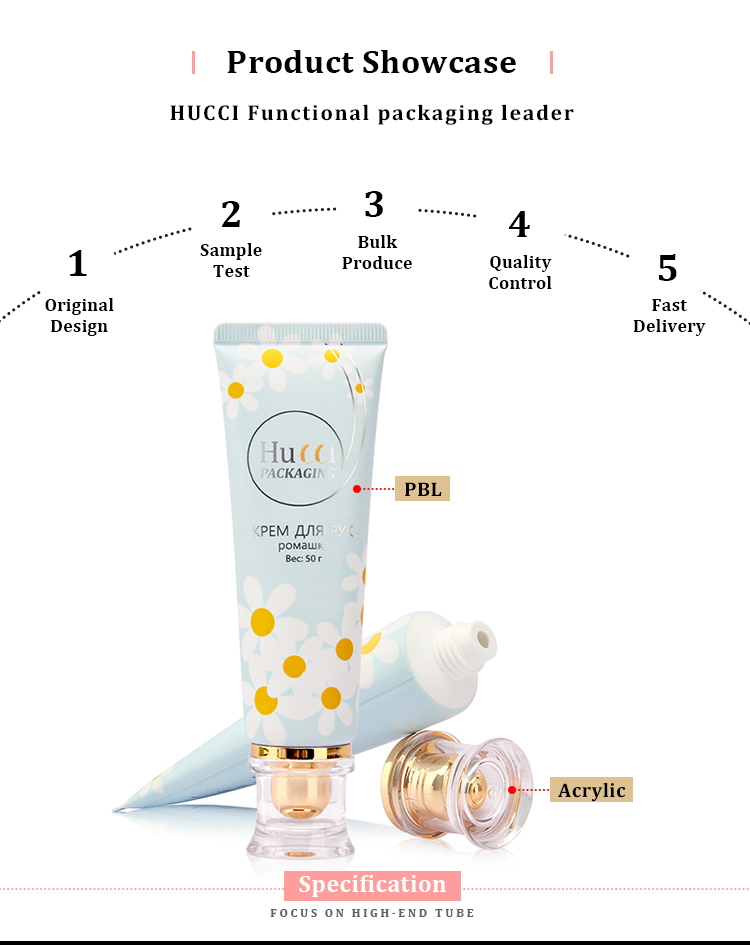 Product Showcase
HUCCI Functional packaging leader
1
Original
Design
2
Sample
Test
3
Bulk
Produce
4
Quality
Control
5
Fast
Delivery
Hucci
PACKAGING
PBL
КРЕМ ДЛЯ РУК
ромашка
Вес: 50 г
Acrylic
Specification
FOCUS ON HIGH-END TUBE